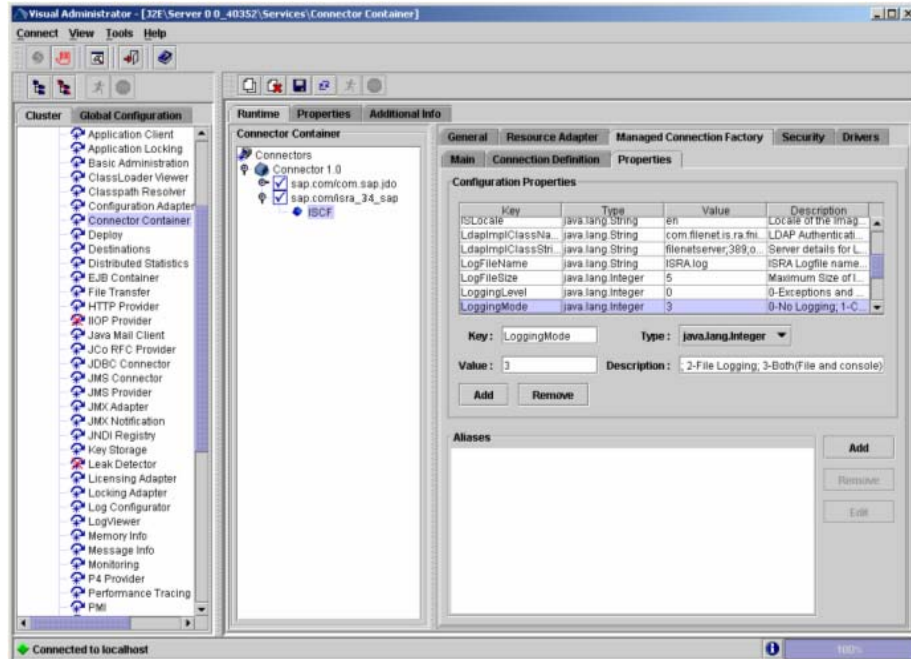 Visual Administrator - [J2E\Server 0 0_40352\Services\Connector Container]
Connect View Tools Help
Cluster Global Configuration
Application Client
Application Locking
Basic Administration
ClassLoader Viewer
Classpath Resolver
Configuration Adapter
Connector Container
Deploy
Destinations
Distributed Statistics
EJB Container
File Transfer
HTTP Provider
IIOP Provider
Java Mail Client
JCo RFC Provider
JDBC Connector
JMS Connector
JMS Provider
JMX Adapter
JMX Notification
JNDI Registry
Key Storage
Leak Detector
Licensing Adapter
Locking Adapter
Log Configurator
LogViewer
Memory Info
Message Info
Monitoring
P4 Provider
Performance Tracing
PMI
Runtime Properties Additional Info
Connector Container
Connectors
Connector 1.0
sap.com/com.sap.jdo
sap.com/isra_34_sap
ISCF
General Resource Adapter Managed Connection Factory Security Drivers
Main Connection Definition Properties
Configuration Properties
Key Type Value Description
ISLocale java.lang.String en Locale of the Imag...
LdapImplClassNa... java.lang.String com.filenet.is.ra.fni... LDAP Authenticati...
LdapImplClassStri... java.lang.String filenetserver;389;o... Server details for L...
LogFileName java.lang.String ISRA.log ISRA Logfile name...
LogFileSize java.lang.Integer 5 Maximum Size of l...
LoggingLevel java.lang.Integer 0 0-Exceptions and ...
LoggingMode java.lang.Integer 3 0-No Logging; 1-C...
Key : LoggingMode Type : java.lang.Integer
Value : 3 Description : ; 2-File Logging; 3-Both(File and console)
Add Remove
Aliases
Add
Remove
Edit
Connected to localhost 100%